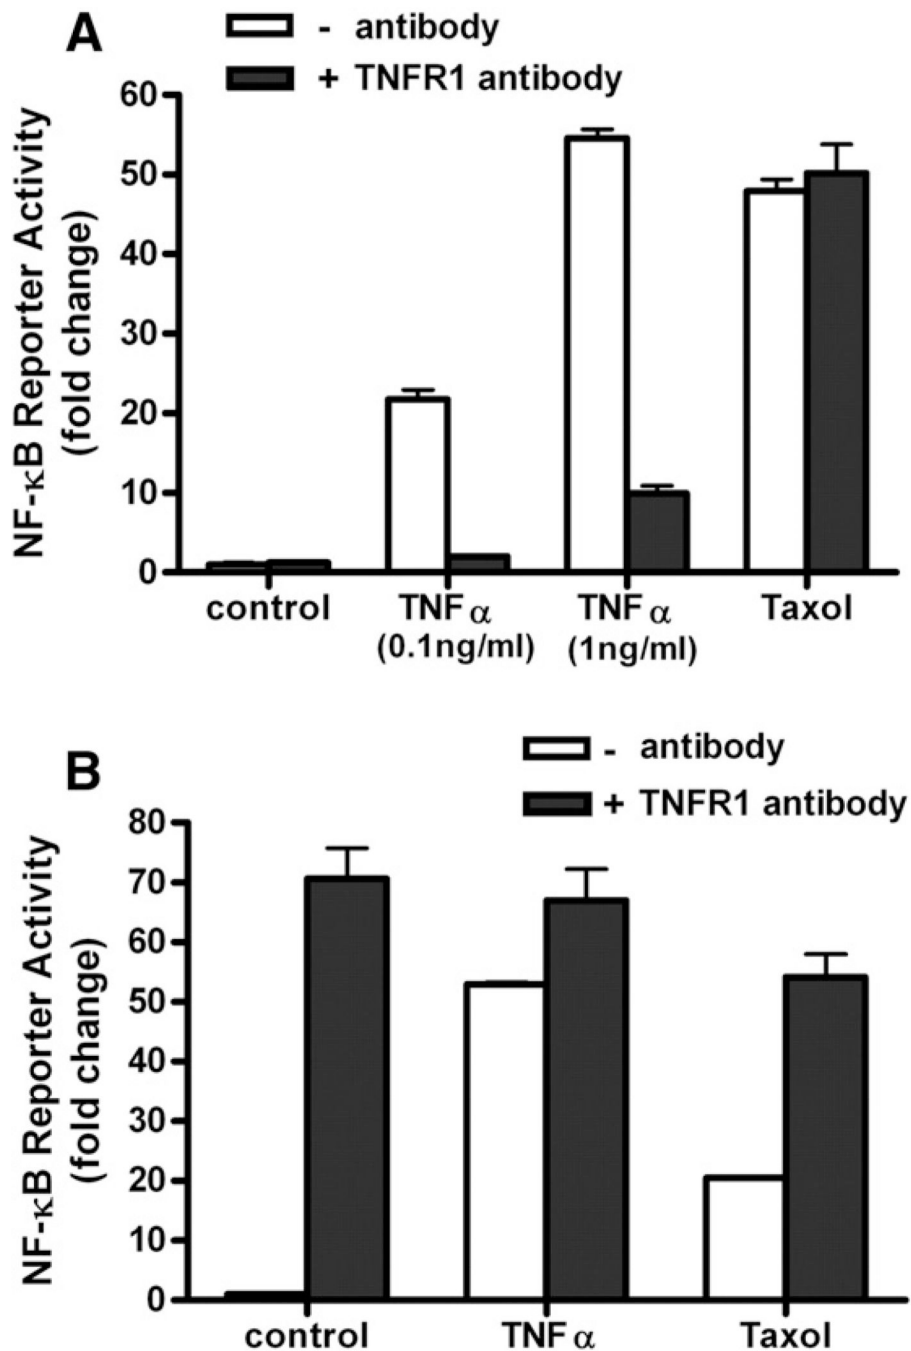 A
- antibody
+ TNFR1 antibody
NF-κB Reporter Activity
(fold change)
60
50
40
30
20
10
0
control
TNFα
(0.1ng/ml)
TNFα
(1ng/ml)
Taxol
B
- antibody
+ TNFR1 antibody
NF-κB Reporter Activity
(fold change)
80
70
60
50
40
30
20
10
0
control
TNFα
Taxol